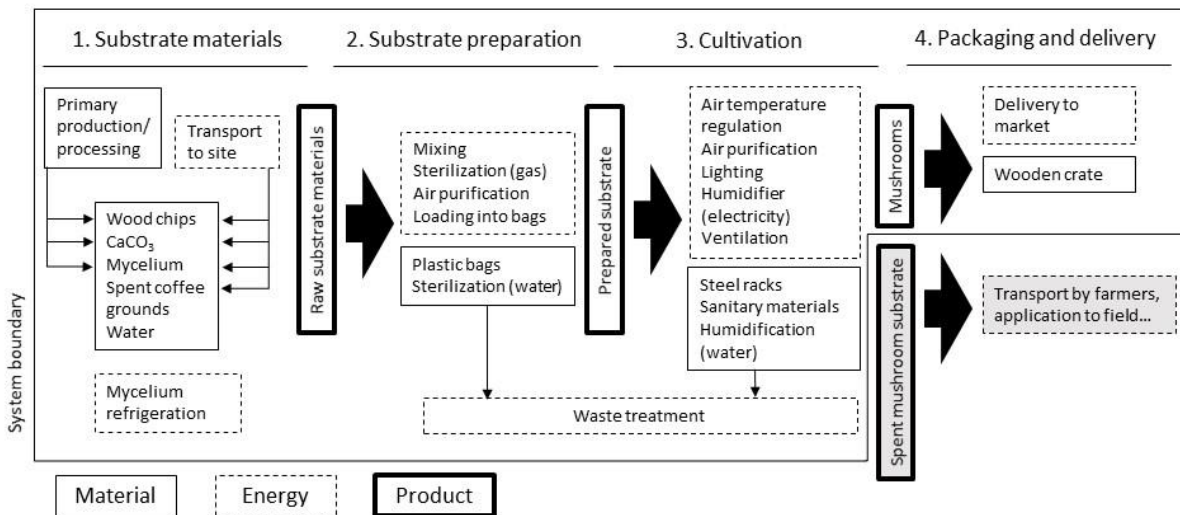 1. Substrate materials
2. Substrate preparation
3. Cultivation
4. Packaging and delivery
System boundary
Primary
production/
processing
Transport
to site
Wood chips
CaCO₃
Mycelium
Spent coffee
grounds
Water
Mycelium
refrigeration
Raw substrate materials
Mixing
Sterilization (gas)
Air purification
Loading into bags
Plastic bags
Sterilization (water)
Prepared substrate
Air temperature
regulation
Air purification
Lighting
Humidifier
(electricity)
Ventilation
Steel racks
Sanitary materials
Humidification
(water)
Waste treatment
Mushrooms
Delivery to
market
Wooden crate
Spent mushroom substrate
Transport by farmers,
application to field…
Material
Energy
Product